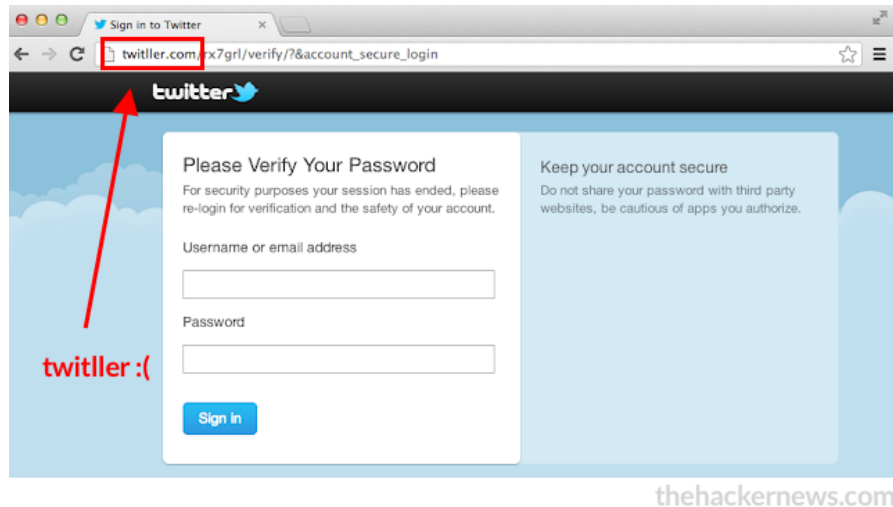 Sign in to Twitter
twitller.com/rx7grl/verify/?&account_secure_login
twitter
Please Verify Your Password
For security purposes your session has ended, please
re-login for verification and the safety of your account.
Username or email address
Password
Sign in
Keep your account secure
Do not share your password with third party
websites, be cautious of apps you authorize.
twitller :(
thehackernews.com